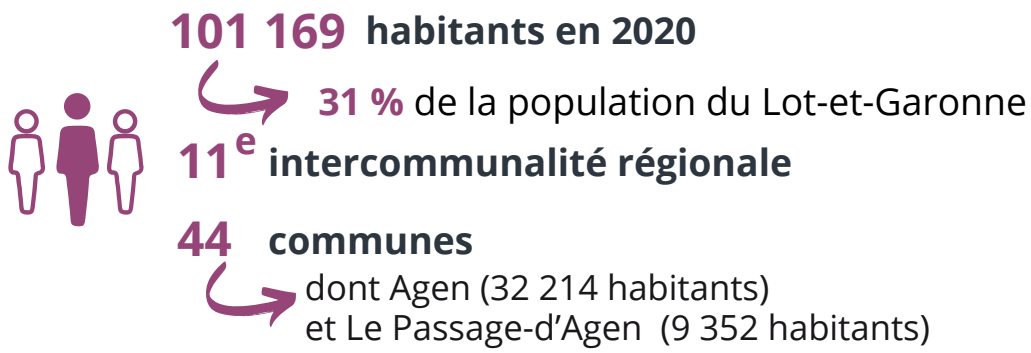 101 169 habitants en 2020
31 % de la population du Lot-et-Garonne
11e intercommunalité régionale
44 communes
dont Agen (32 214 habitants)
et Le Passage-d’Agen (9 352 habitants)